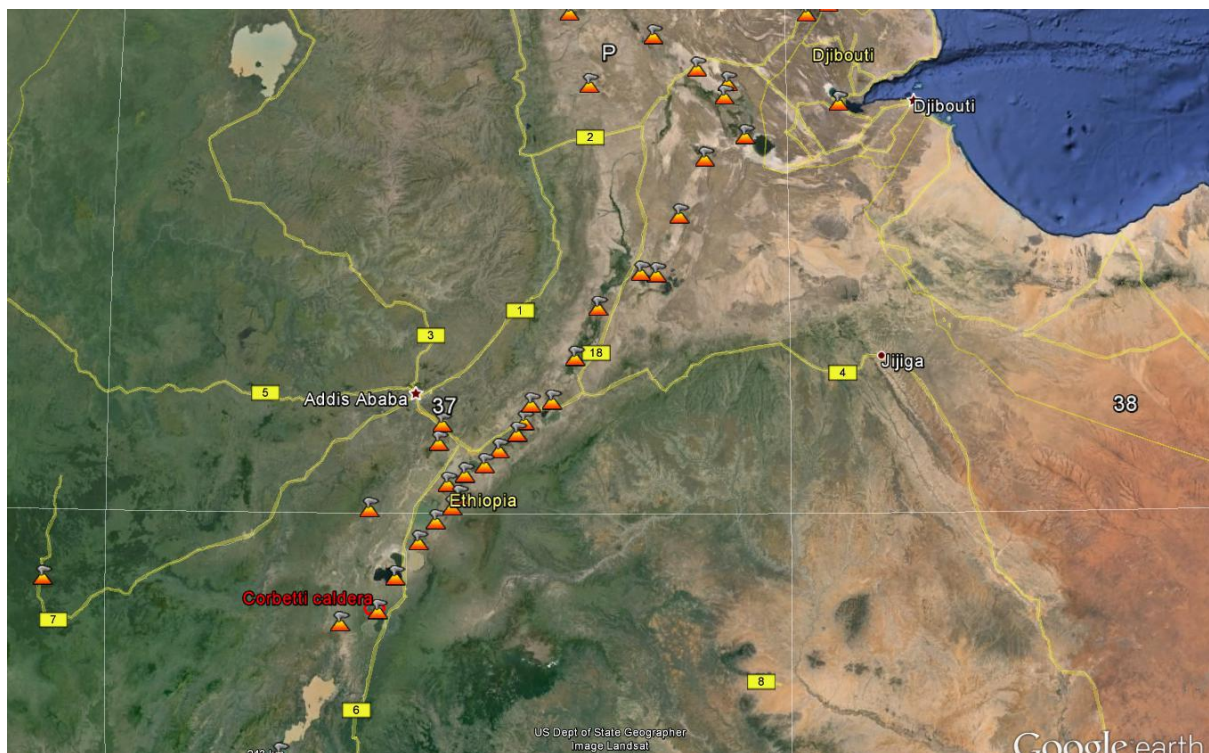 P
Djibouti
Djibouti
2
1
3
18
Jijiga
4
5
Addis Ababa
37
38
Ethiopia
Corbetti caldera
7
8
6
US Dept of State Geographer
Image Landsat
Google earth